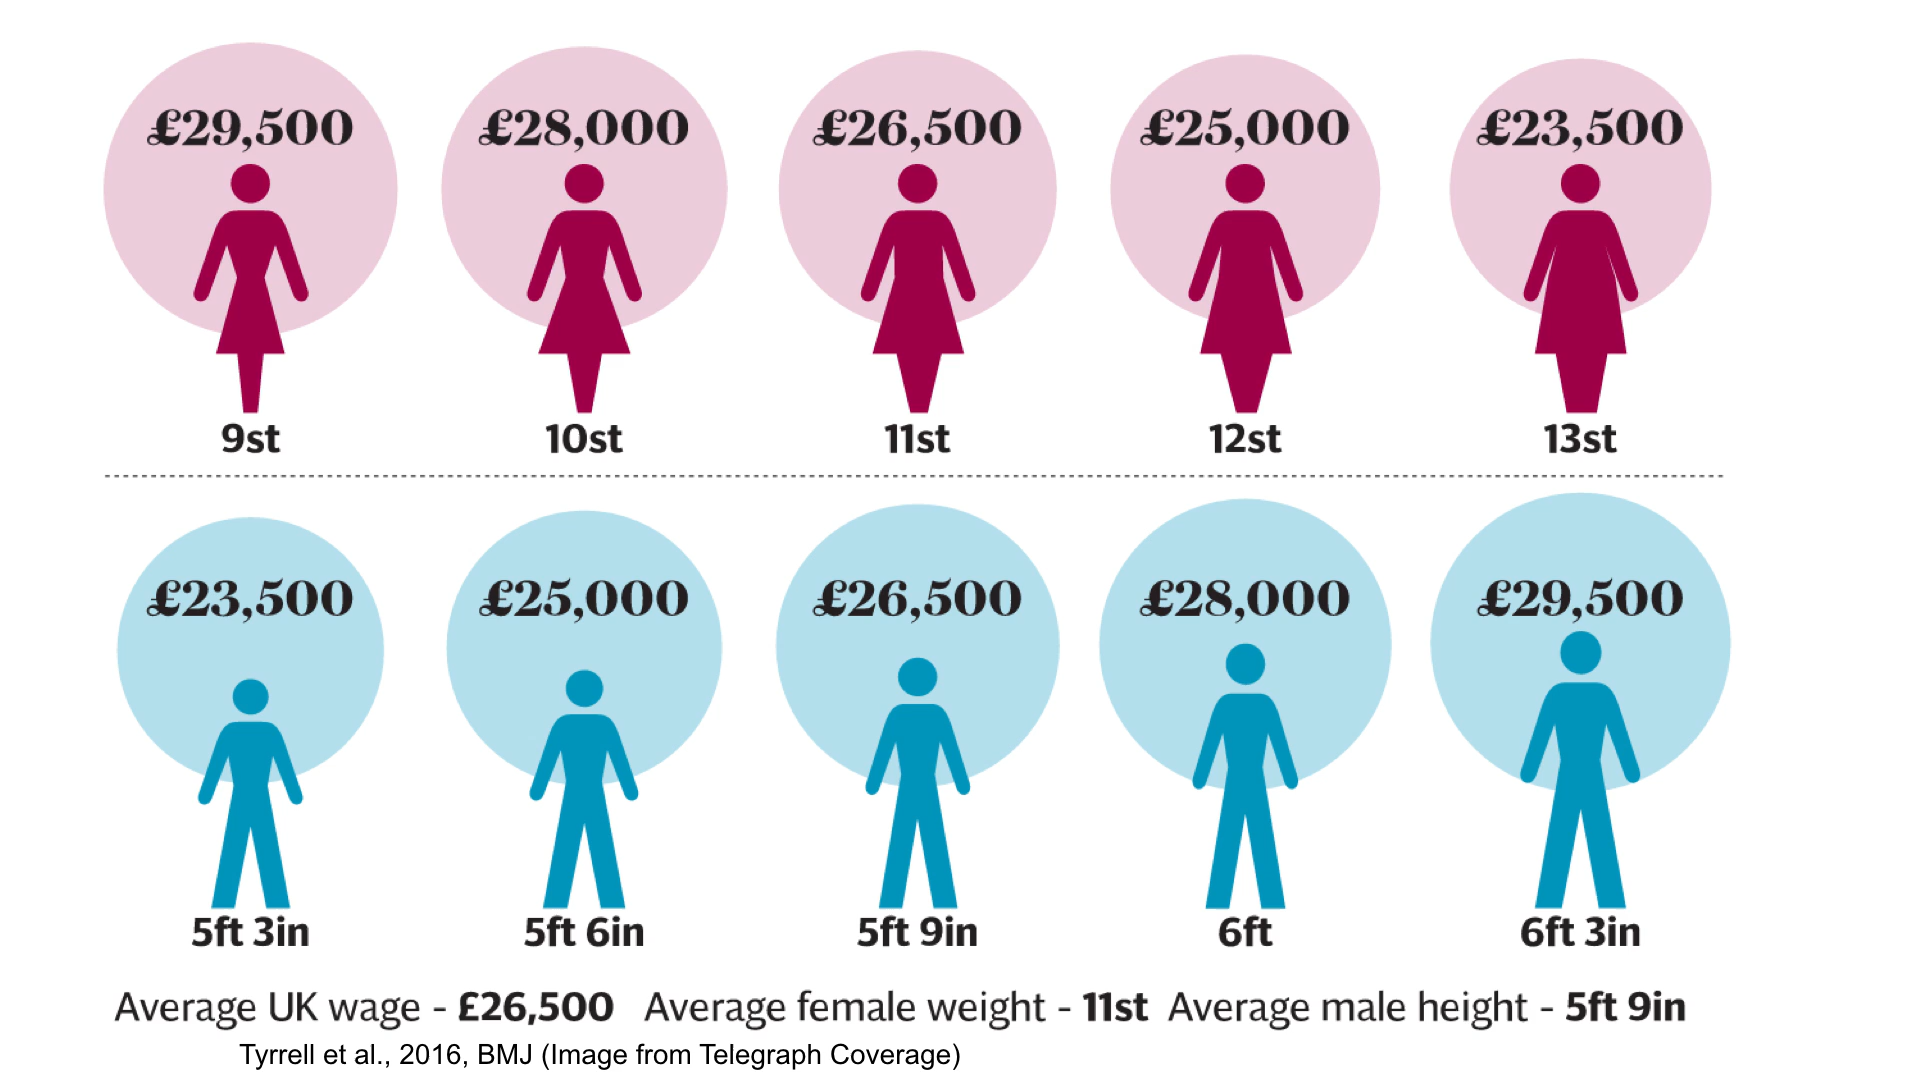 £29,500 £28,000 £26,500 £25,000 £23,500
9st 10st 11st 12st 13st
£23,500 £25,000 £26,500 £28,000 £29,500
5ft 3in 5ft 6in 5ft 9in 6ft 6ft 3in
Average UK wage - £26,500 Average female weight - 11st Average male height - 5ft 9in
Tyrrell et al., 2016, BMJ (Image from Telegraph Coverage)